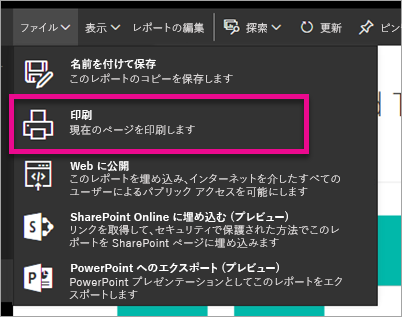 ファイル 表示 レポートの編集 探索 更新 ピン
名前を付けて保存
このレポートのコピーを保存します
印刷
現在のページを印刷します
Web に公開
このレポートを埋め込み、インターネットを介したすべての
ユーザーによるパブリック アクセスを可能にします
SharePoint Online に埋め込む (プレビュー)
リンクを取得して、セキュリティで保護された方法でこのレ
ポートを SharePoint ページに埋め込みます
PowerPoint へのエクスポート (プレビュー)
PowerPoint プレゼンテーションとしてこのレポートをエク
スポートします